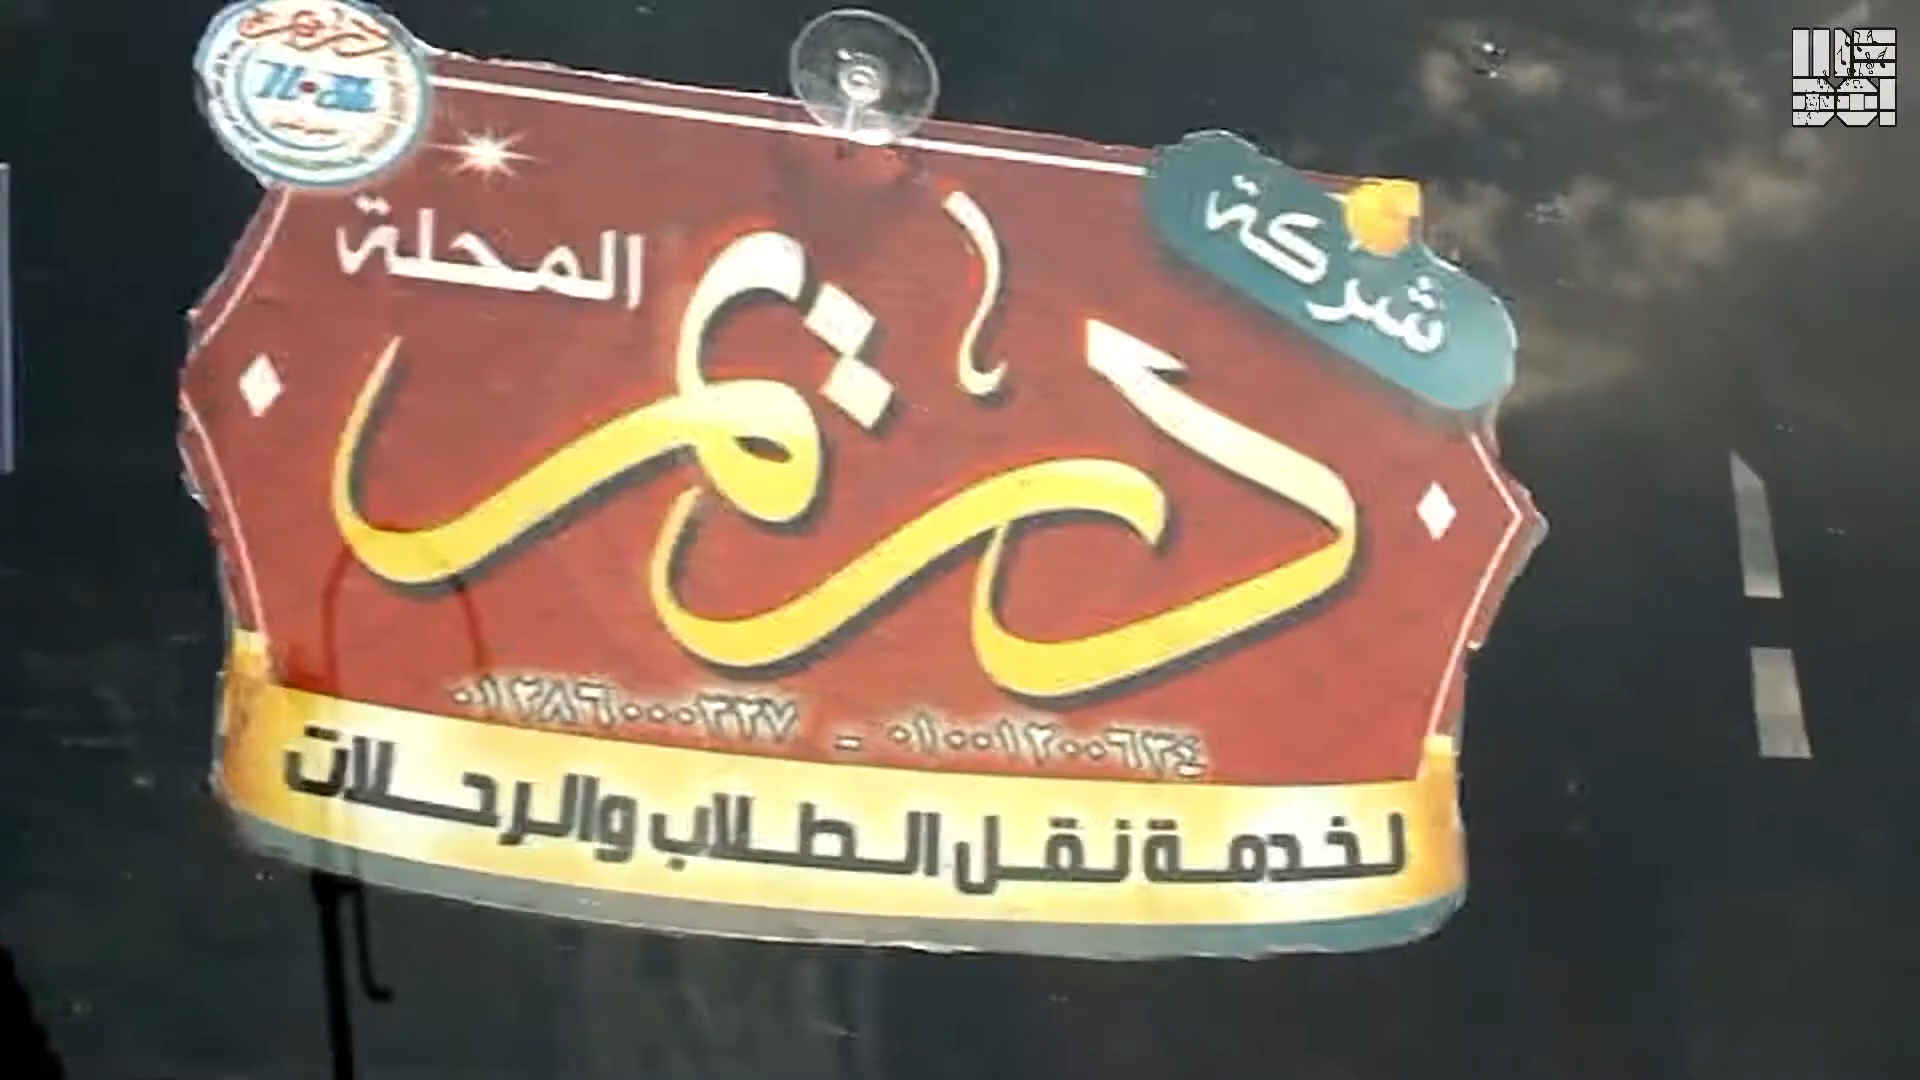 شركة
دريم
المحلة
٠١٢٨٦٠٠٠٣٢٧ - ٠١٠٠١٢٠٠٦٣٤
لخدمة نقل الطلاب والرحلات